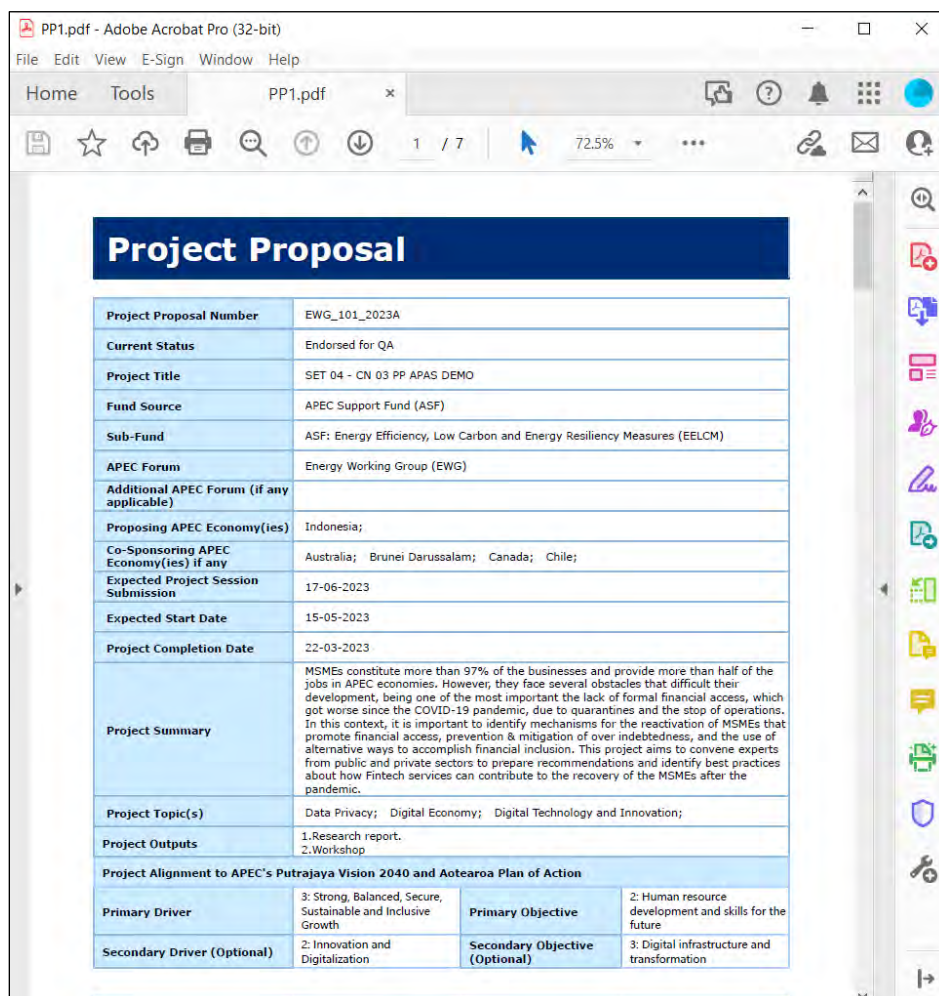 PP1.pdf - Adobe Acrobat Pro (32-bit)
File Edit View E-Sign Window Help
Home Tools PP1.pdf ×
1 / 7 72.5%
Project Proposal
Project Proposal Number EWG_101_2023A
Current Status Endorsed for QA
Project Title SET 04 - CN 03 PP APAS DEMO
Fund Source APEC Support Fund (ASF)
Sub-Fund ASF: Energy Efficiency, Low Carbon and Energy Resiliency Measures (EELCM)
APEC Forum Energy Working Group (EWG)
Additional APEC Forum (if any
applicable)
Proposing APEC Economy(ies) Indonesia;
Co-Sponsoring APEC
Economy(ies) if any
Australia; Brunei Darussalam; Canada; Chile;
Expected Project Session
Submission
17-06-2023
Expected Start Date 15-05-2023
Project Completion Date 22-03-2023
Project Summary
MSMEs constitute more than 97% of the businesses and provide more than half of the
jobs in APEC economies. However, they face several obstacles that difficult their
development, being one of the most important the lack of formal financial access, which
got worse since the COVID-19 pandemic, due to quarantines and the stop of operations.
In this context, it is important to identify mechanisms for the reactivation of MSMEs that
promote financial access, prevention & mitigation of over indebtedness, and the use of
alternative ways to accomplish financial inclusion. This project aims to convene experts
from public and private sectors to prepare recommendations and identify best practices
about how Fintech services can contribute to the recovery of the MSMEs after the
pandemic.
Project Topic(s) Data Privacy; Digital Economy; Digital Technology and Innovation;
Project Outputs
1.Research report.
2.Workshop
Project Alignment to APEC's Putrajaya Vision 2040 and Aotearoa Plan of Action
Primary Driver
3: Strong, Balanced, Secure,
Sustainable and Inclusive
Growth
Primary Objective
2: Human resource
development and skills for the
future
Secondary Driver (Optional)
2: Innovation and
Digitalization
Secondary Objective
(Optional)
3: Digital infrastructure and
transformation